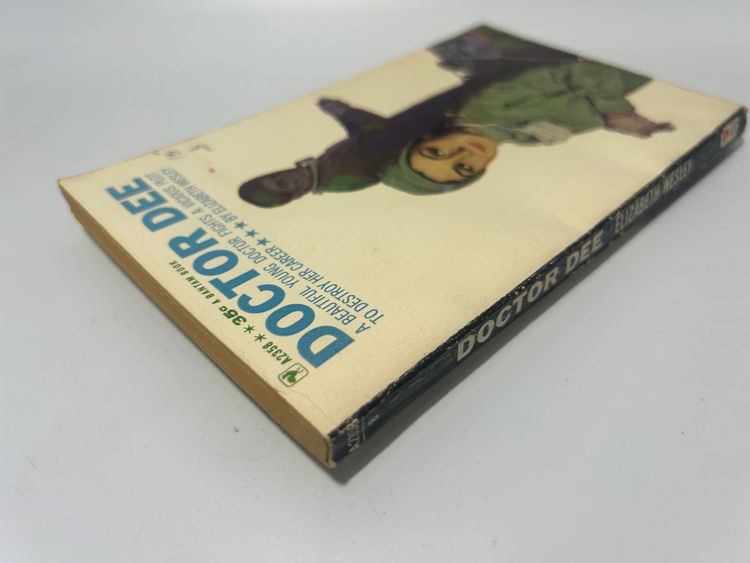 A2358 ★ 35¢ A BANTAM BOOK
DOCTOR DEE
A BEAUTIFUL YOUNG DOCTOR FIGHTS A VICIOUS PLOT
TO DESTROY HER CAREER ★★★★ BY ELIZABETH WESLEY
DOCTOR DEE ELIZABETH WESLEY